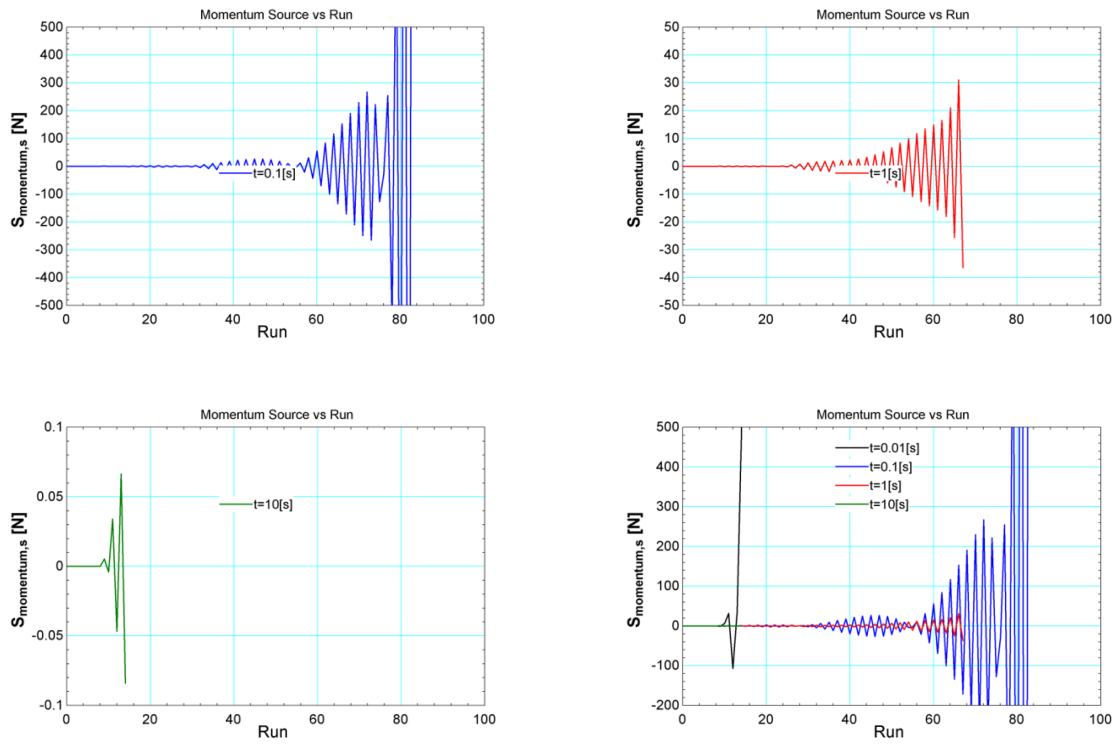 Momentum Source vs Run
500
400
300
200
100
0
-100
-200
-300
-400
-500
S momentum,s [N]
t=0.1[s]
0 20 40 60 80 100
Run
Momentum Source vs Run
50
40
30
20
10
0
-10
-20
-30
-40
-50
S momentum,s [N]
t=1[s]
0 20 40 60 80 100
Run
Momentum Source vs Run
0.1
0.05
0
-0.05
-0.1
S momentum,s [N]
t=10[s]
0 20 40 60 80 100
Run
Momentum Source vs Run
500
400
300
200
100
0
-100
-200
S momentum,s [N]
t=0.01[s]
t=0.1[s]
t=1[s]
t=10[s]
0 20 40 60 80 100
Run